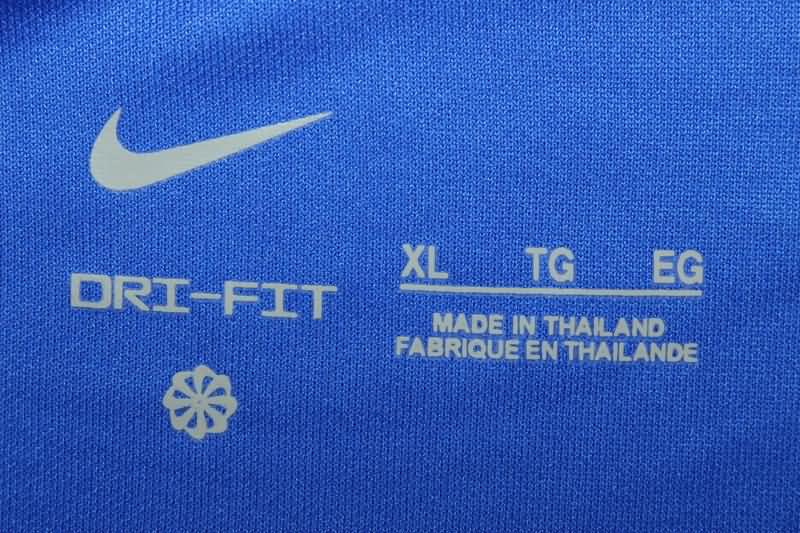 DRI-FIT
XL TG EG
MADE IN THAILAND
FABRIQUE EN THAILANDE